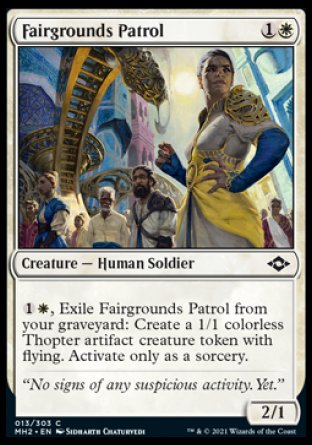 Fairgrounds Patrol 1
Creature — Human Soldier
1, Exile Fairgrounds Patrol from
your graveyard: Create a 1/1 colorless
Thopter artifact creature token with
flying. Activate only as a sorcery.
“No signs of any suspicious activity. Yet.”
2/1
013/303 C
MH2 • EN SIDHARTH CHATURVEDI
™ & © 2021 Wizards of the Coast